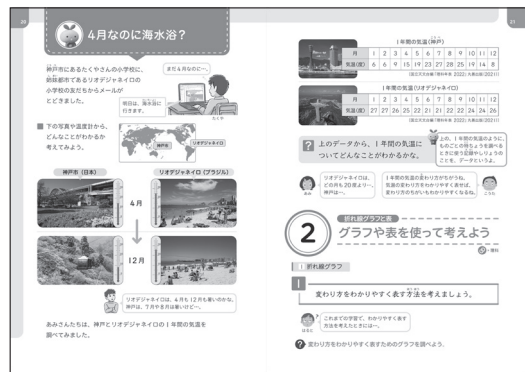 20
4月なのに海水浴？
神戸市にあるたくやさんの小学校に、
姉妹都市であるリオデジャネイロの
小学校の友だちからメールが
とどきました。
まだ4月なのに…。
明日は、海水浴に
行きます。
たくや
下の写真や温度計から、
どんなことがわかるか
考えてみよう。
神戸市
リオデジャネイロ
神戸市（日本）
リオデジャネイロ（ブラジル）
4月
12月
リオデジャネイロは、4月も12月も暑いのかな。
神戸は、7月や8月は暑いけど…。
あみさんたちは、神戸とリオデジャネイロの1年間の気温を
調べてみました。
21
1年間の気温（神戸）
月 1 2 3 4 5 6 7 8 9 10 11 12
気温(度) 6 6 9 15 19 23 27 28 25 19 14 8
1年間の気温（リオデジャネイロ）
月 1 2 3 4 5 6 7 8 9 10 11 12
気温(度) 27 27 26 25 23 22 21 22 22 24 24 26
? 上のデータから、1年間の気温に
ついてどんなことがわかるかな。
上の、1年間の気温のように、
ものごとの特ちょうを調べる
ときに使う記録やしりょうの
ことを、データというよ。
リオデジャネイロは、
どの月も20度より…。
神戸は…。
あみ
1年間の気温の変わり方がちがうね。
気温の変わり方をわかりやすく表せば、
変わり方のちがいもわかりやすくなるね。
こうた
2
折れ線グラフと表
グラフや表を使って考えよう
理科
1 折れ線グラフ
1
変わり方をわかりやすく表す方法を考えましょう。
これまでの学習で、わかりやすく表す
方法を考えたときには…。
はると
? 変わり方をわかりやすく表すためのグラフを調べよう。